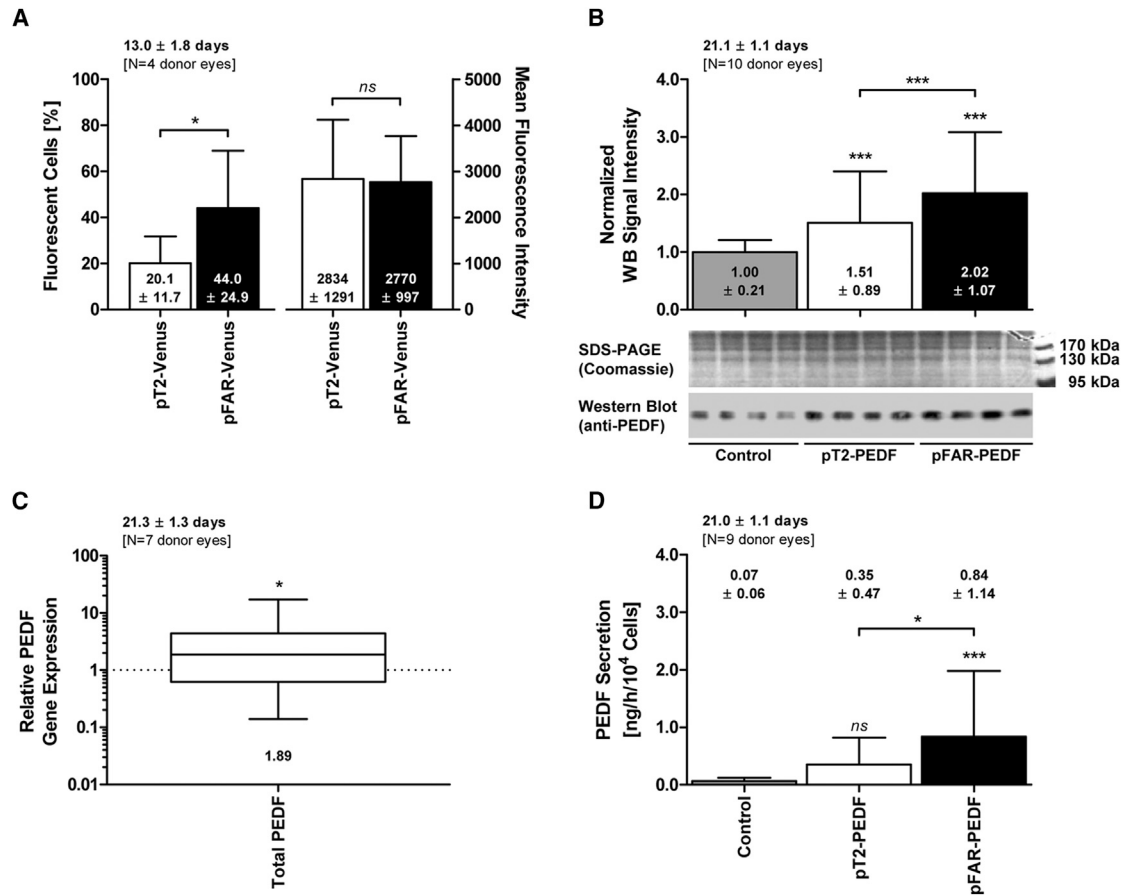 A
13.0 ± 1.8 days
[N=4 donor eyes]
Fluorescent Cells [%]
100
80
60
40
20
0
*
ns
20.1
± 11.7
44.0
± 24.9
2834
± 1291
2770
± 997
5000
4000
3000
2000
1000
0
Mean Fluorescence Intensity
pT2-Venus
pFAR-Venus
pT2-Venus
pFAR-Venus
B
21.1 ± 1.1 days
[N=10 donor eyes]
Normalized
WB Signal Intensity
4.0
3.0
2.0
1.0
0.0
***
***
***
1.00
± 0.21
1.51
± 0.89
2.02
± 1.07
SDS-PAGE
(Coomassie)
170 kDa
130 kDa
95 kDa
Western Blot
(anti-PEDF)
Control pT2-PEDF pFAR-PEDF
C
21.3 ± 1.3 days
[N=7 donor eyes]
Relative PEDF
Gene Expression
100
10
1
0.1
0.01
*
1.89
Total PEDF
D
21.0 ± 1.1 days
[N=9 donor eyes]
PEDF Secretion
[ng/h/10⁴ Cells]
4.0
3.0
2.0
1.0
0.0
0.07
± 0.06
0.35
± 0.47
0.84
± 1.14
*
ns
***
Control
pT2-PEDF
pFAR-PEDF